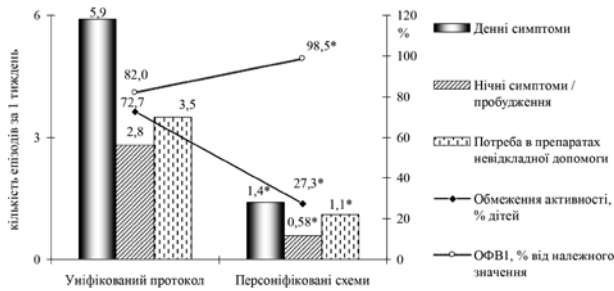 кількість епізодів за 1 тиждень
6
3
0
5,9
2,8
3,5
82,0
72,7
1,4*
0,58*
1,1*
98,5*
27,3*
120
%
100
80
60
40
20
0
Уніфікований протокол
Персоніфіковані схеми
Денні симптоми
Нічні симптоми /
пробудження
Потреба в препаратах
невідкладної допомоги
Обмеження активності,
% дітей
ОФВ1, % від належного
значення